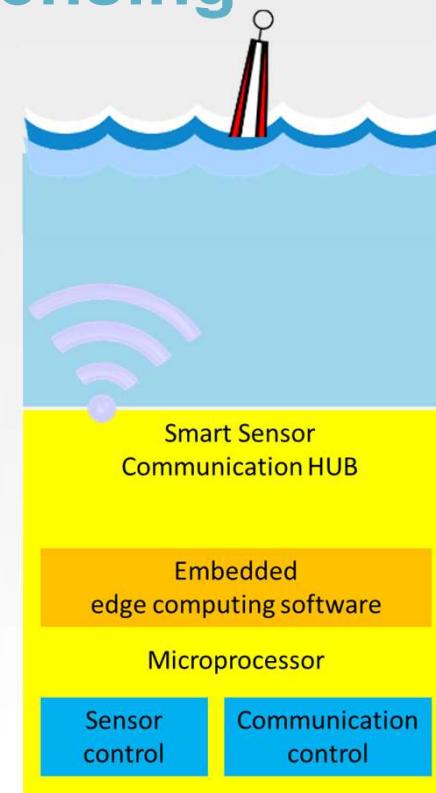 Smart Sensor
Communication HUB
Embedded
edge computing software
Microprocessor
Sensor
control
Communication
control